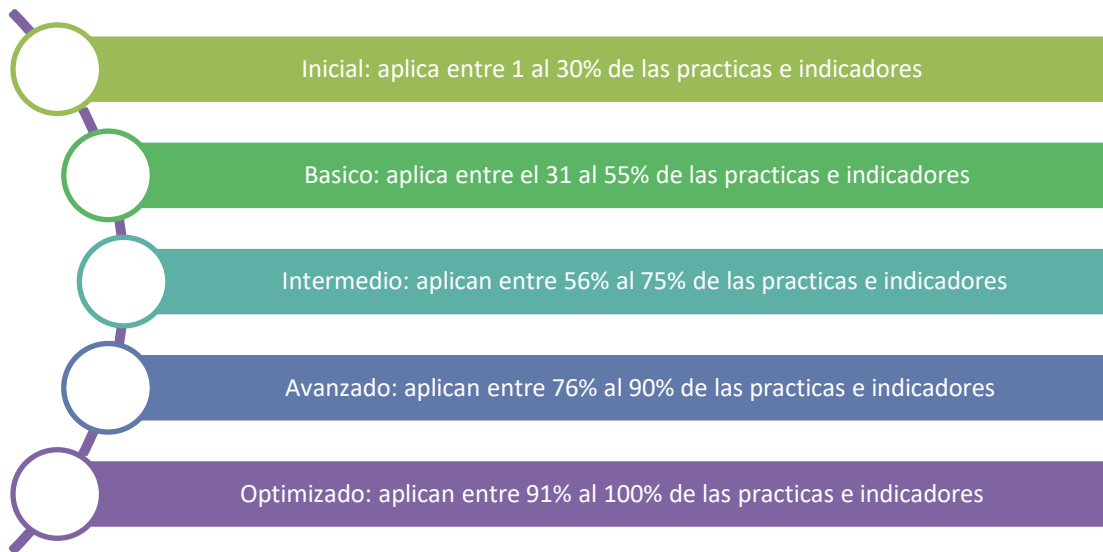 Inicial: aplica entre 1 al 30% de las practicas e indicadores
Basico: aplica entre el 31 al 55% de las practicas e indicadores
Intermedio: aplican entre 56% al 75% de las practicas e indicadores
Avanzado: aplican entre 76% al 90% de las practicas e indicadores
Optimizado: aplican entre 91% al 100% de las practicas e indicadores